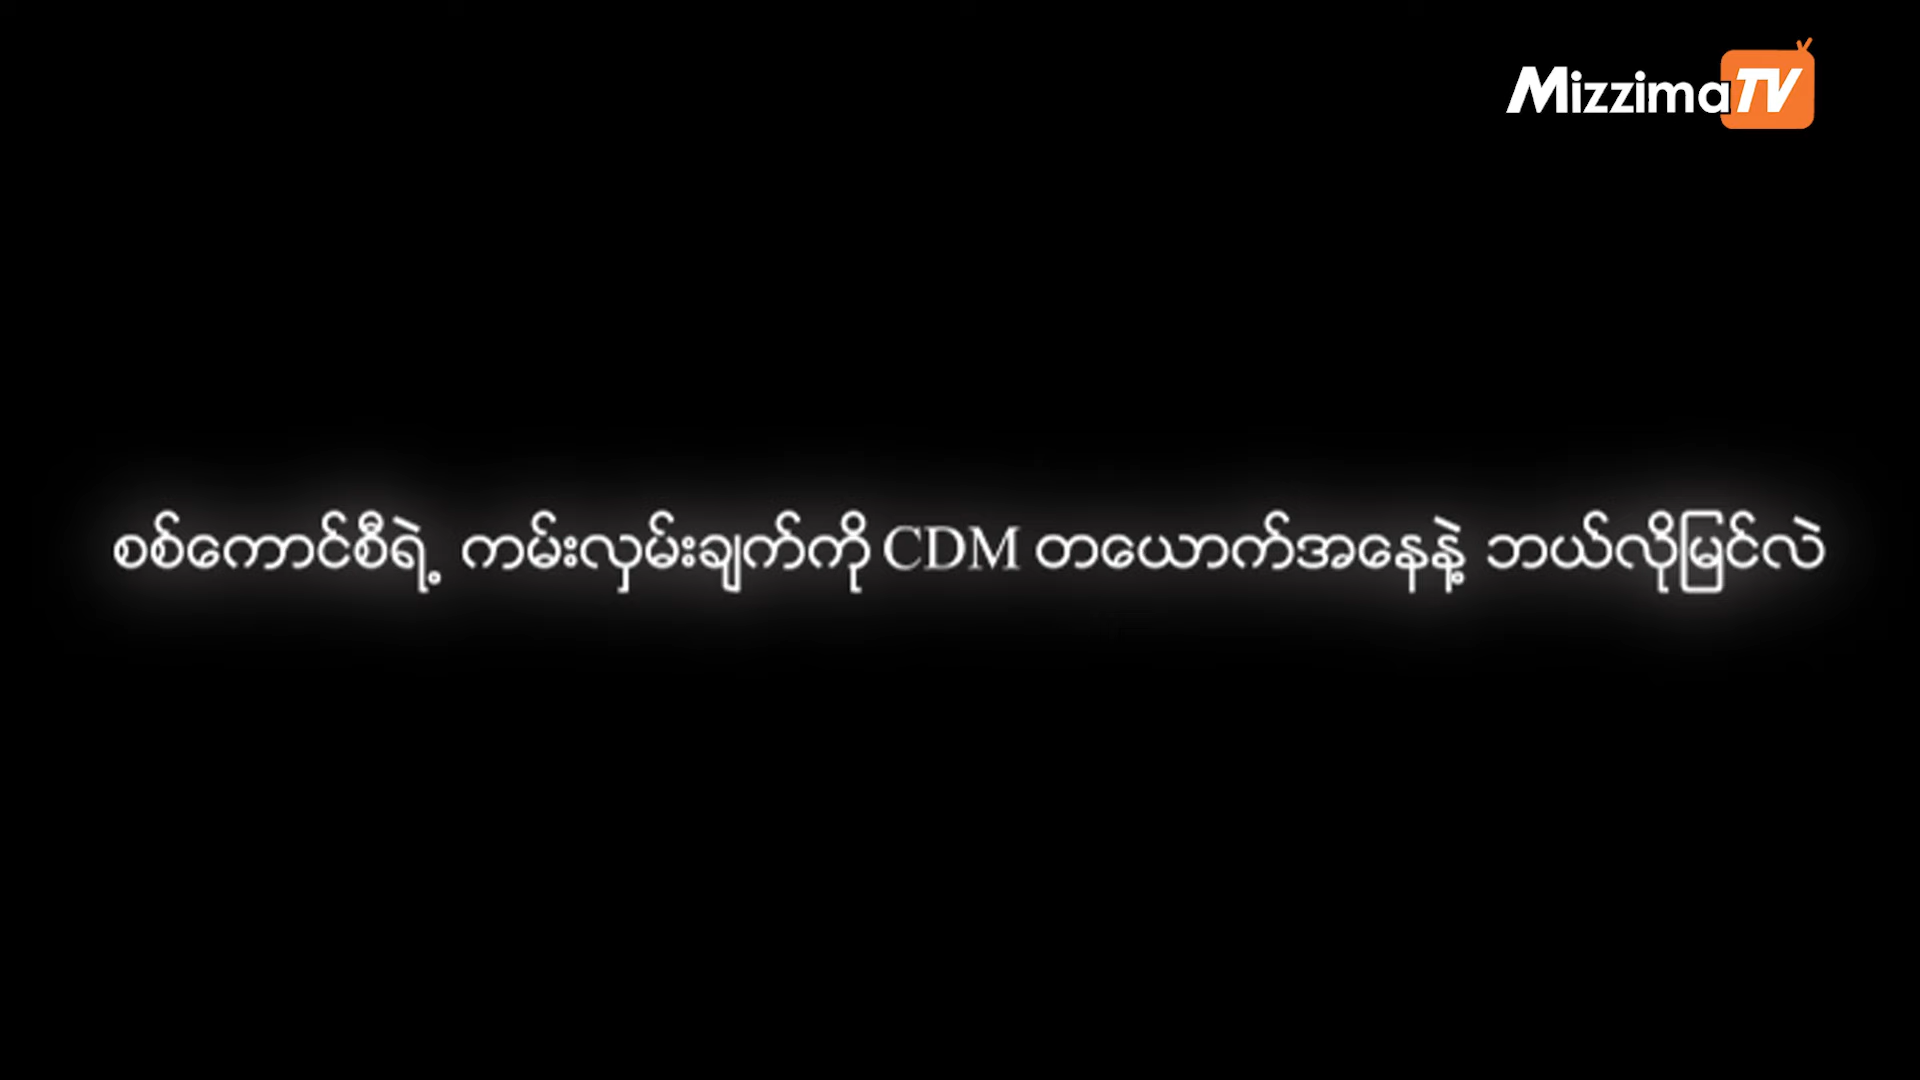 MizzimaTV
စစ်ကောင်စီရဲ့ ကမ်းလှမ်းချက်ကို CDM တယောက်အနေနဲ့ ဘယ်လိုမြင်လဲ